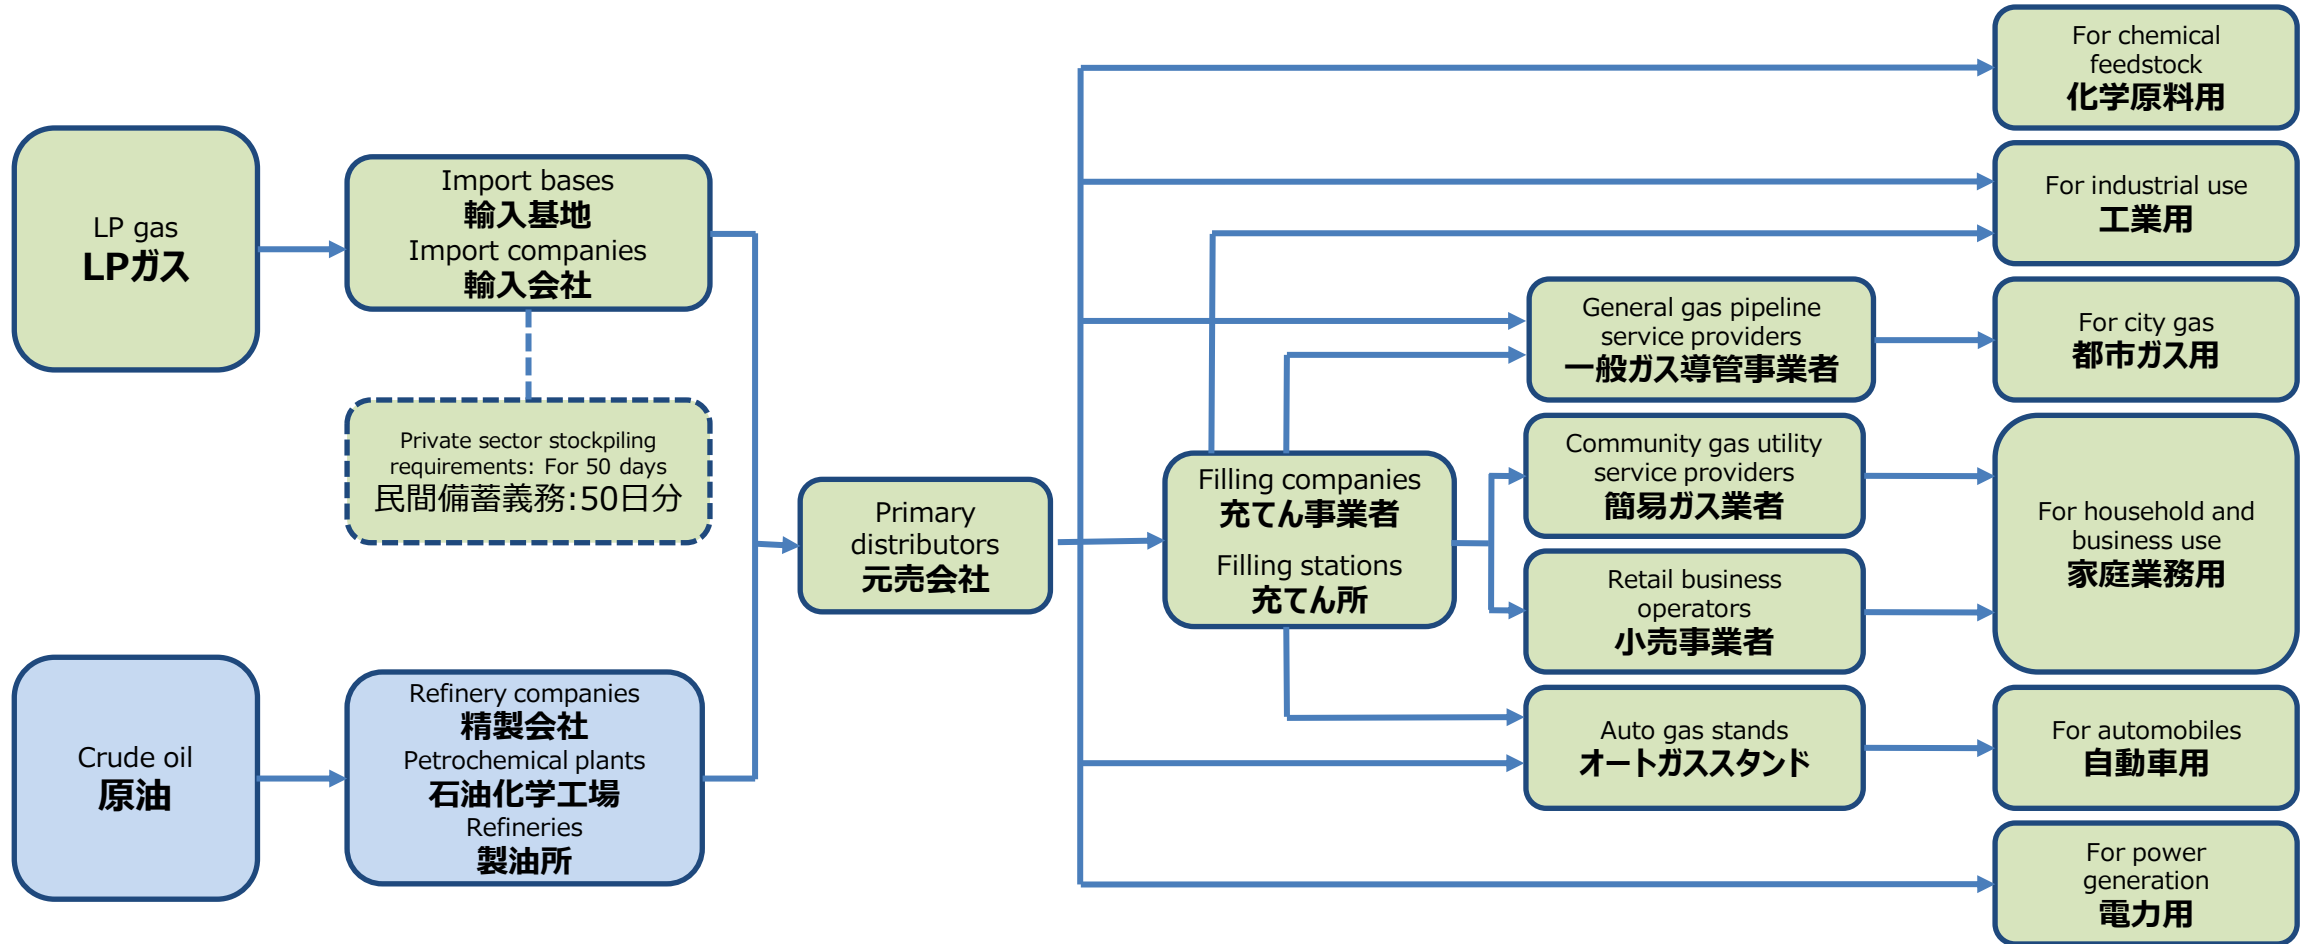 LP gas
LPガス
Import bases
輸入基地
Import companies
輸入会社
Private sector stockpiling
requirements: For 50 days
民間備蓄義務:50日分
Crude oil
原油
Refinery companies
精製会社
Petrochemical plants
石油化学工場
Refineries
製油所
Primary
distributors
元売会社
Filling companies
充てん事業者
Filling stations
充てん所
General gas pipeline
service providers
一般ガス導管事業者
Community gas utility
service providers
簡易ガス業者
Retail business
operators
小売事業者
Auto gas stands
オートガススタンド
For chemical
feedstock
化学原料用
For industrial use
工業用
For city gas
都市ガス用
For household and
business use
家庭業務用
For automobiles
自動車用
For power
generation
電力用